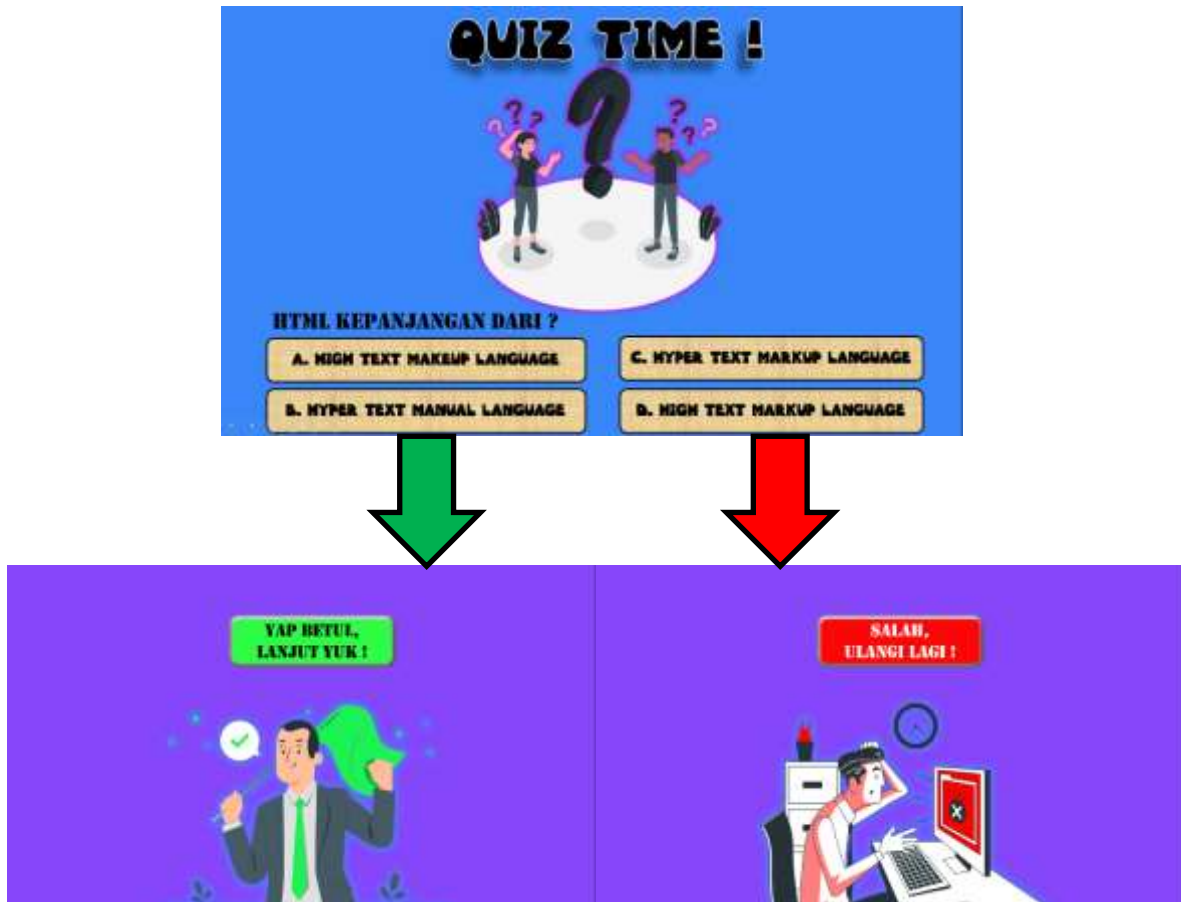 QUIZ TIME !
HTML KEPANJANGAN DARI ?
A. HIGH TEXT MAKEUP LANGUAGE
C. HYPER TEXT MARKUP LANGUAGE
B. HYPER TEXT MANUAL LANGUAGE
D. HIGH TEXT MARKUP LANGUAGE
YAP BETUL,
LANJUT YUK !
SALAH,
ULANGI LAGI !